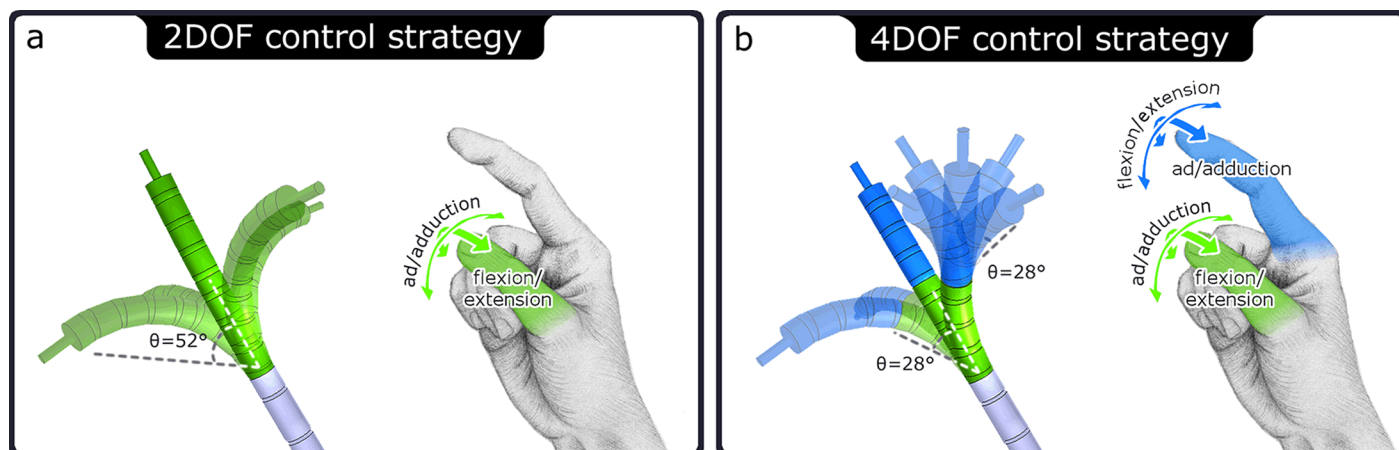 a
2DOF control strategy
ad/adduction
flexion/
extension
θ=52°
b
4DOF control strategy
flexion/extension
ad/adduction
ad/adduction
flexion/
extension
θ=28°
θ=28°